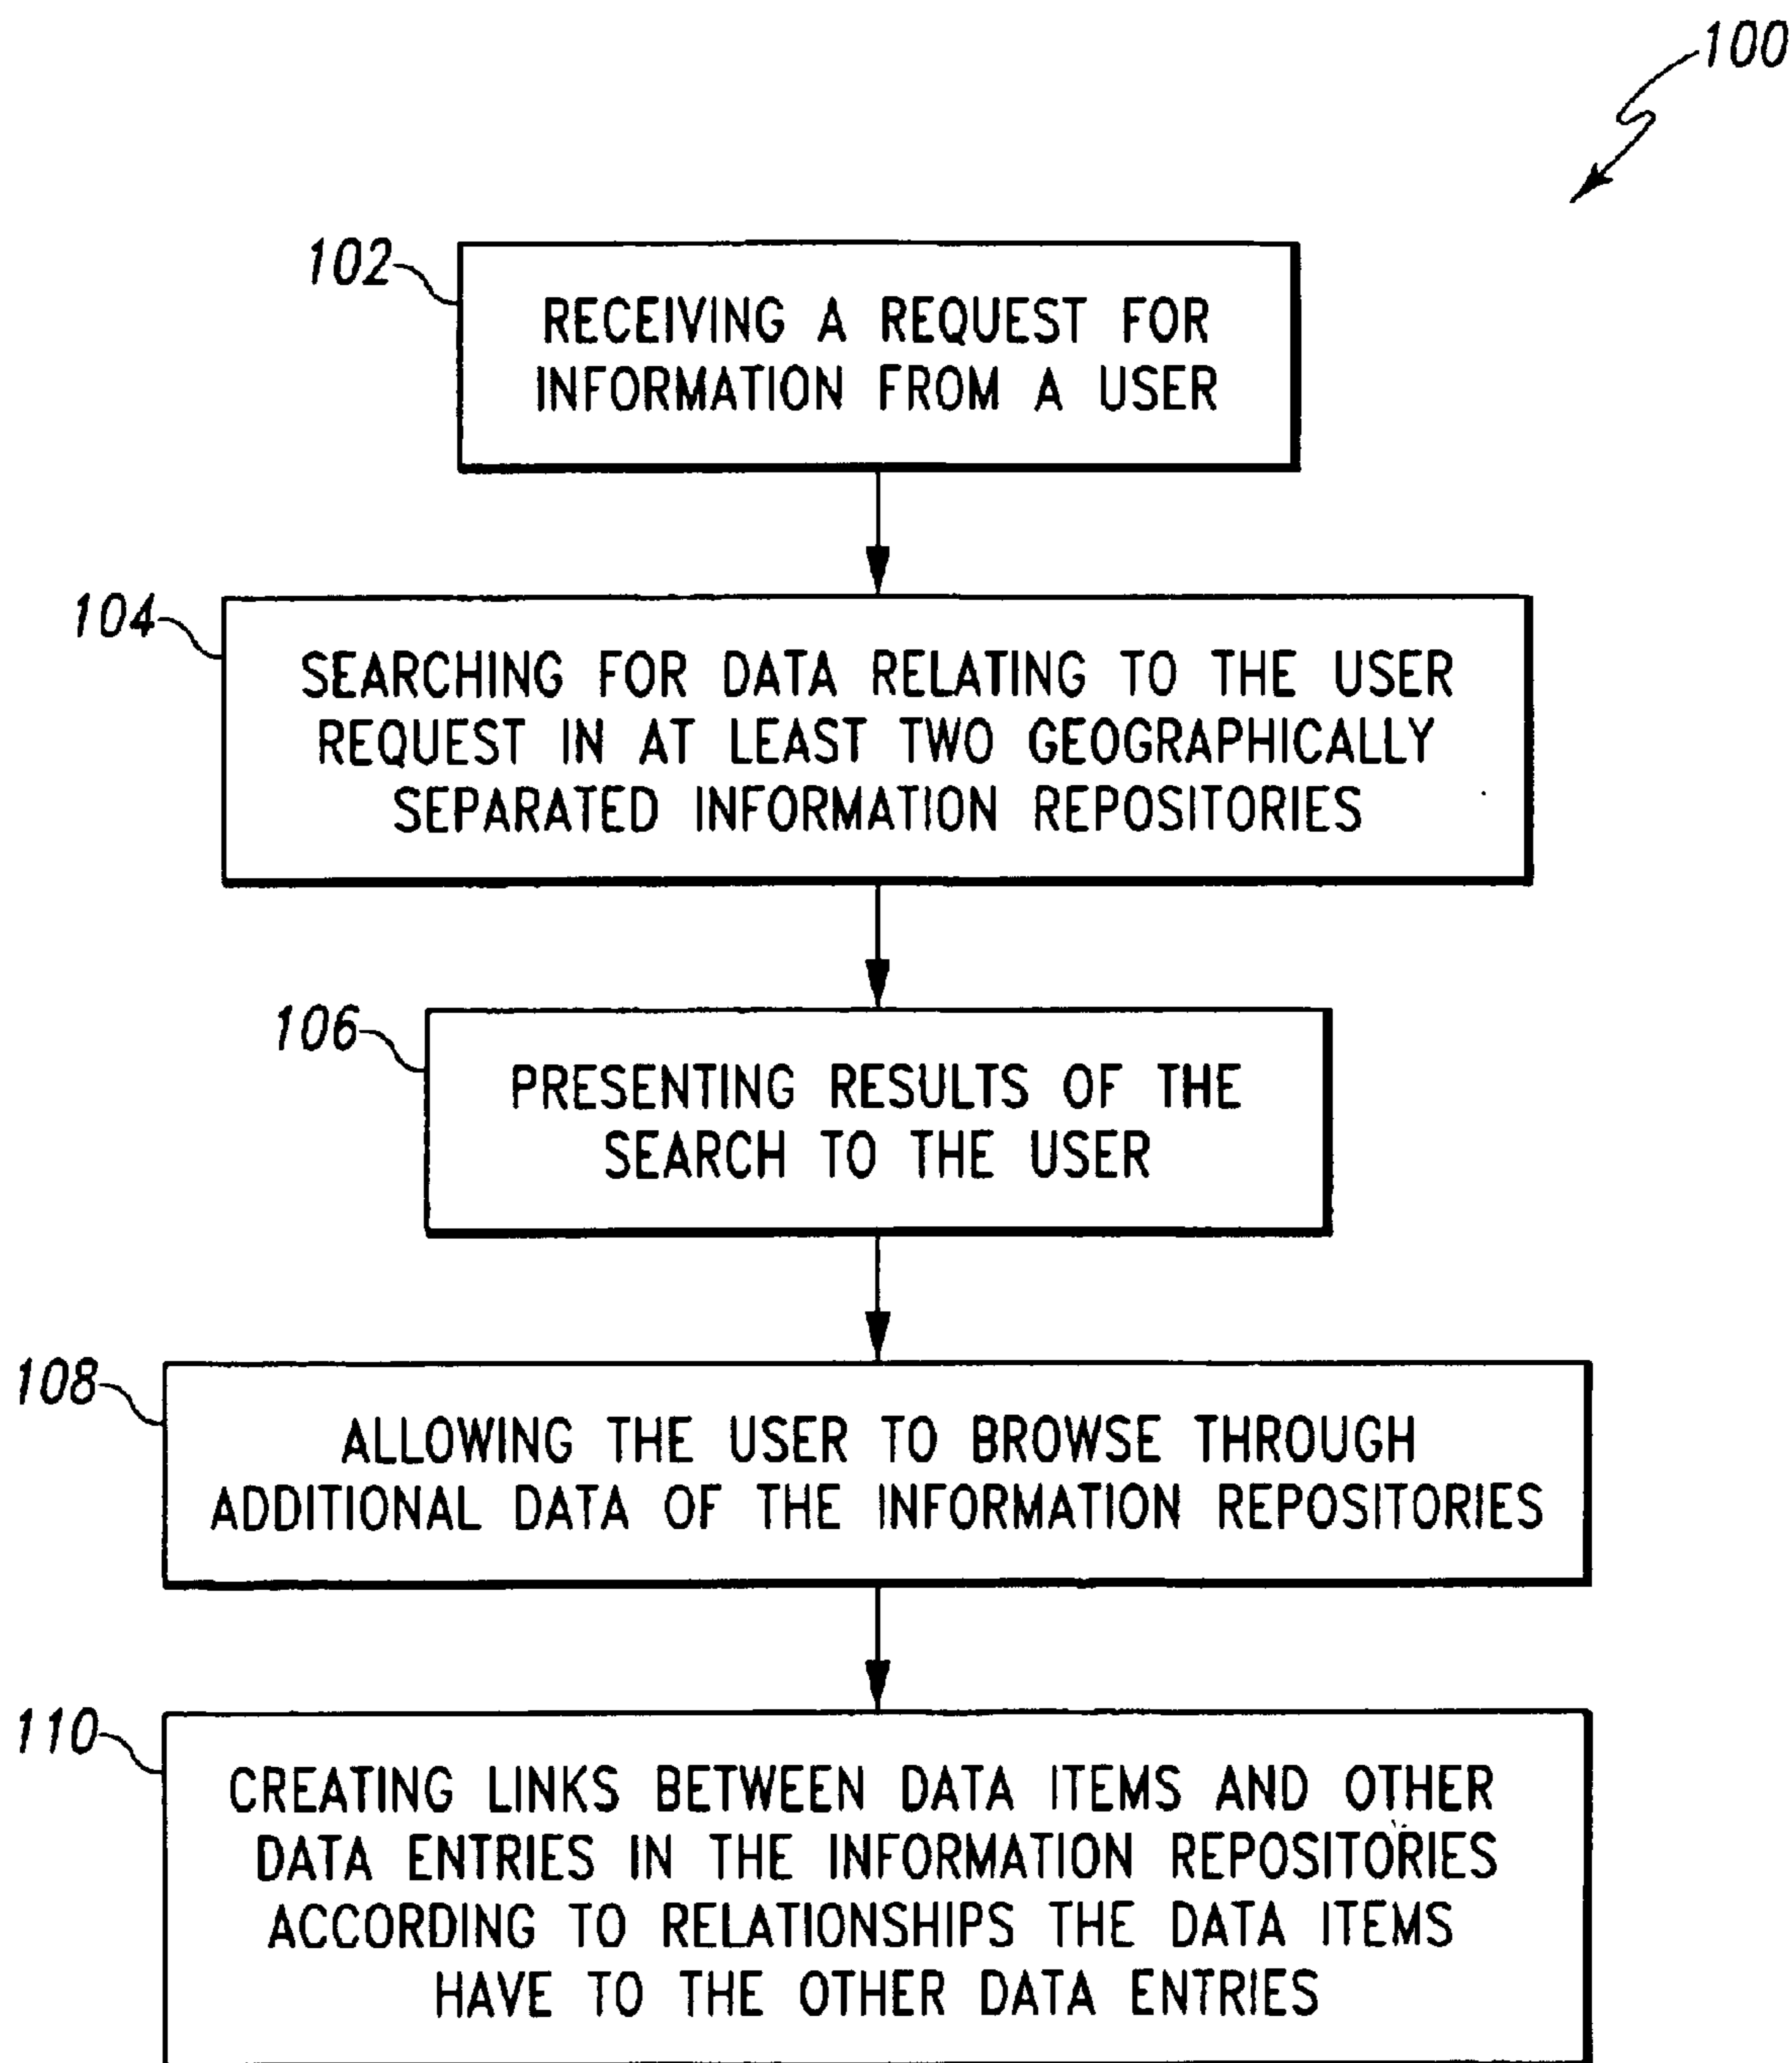 100
102
RECEIVING A REQUEST FOR
INFORMATION FROM A USER
104
SEARCHING FOR DATA RELATING TO THE USER
REQUEST IN AT LEAST TWO GEOGRAPHICALLY
SEPARATED INFORMATION REPOSITORIES
106
PRESENTING RESULTS OF THE
SEARCH TO THE USER
108
ALLOWING THE USER TO BROWSE THROUGH
ADDITIONAL DATA OF THE INFORMATION REPOSITORIES
110
CREATING LINKS BETWEEN DATA ITEMS AND OTHER
DATA ENTRIES IN THE INFORMATION REPOSITORIES
ACCORDING TO RELATIONSHIPS THE DATA ITEMS
HAVE TO THE OTHER DATA ENTRIES